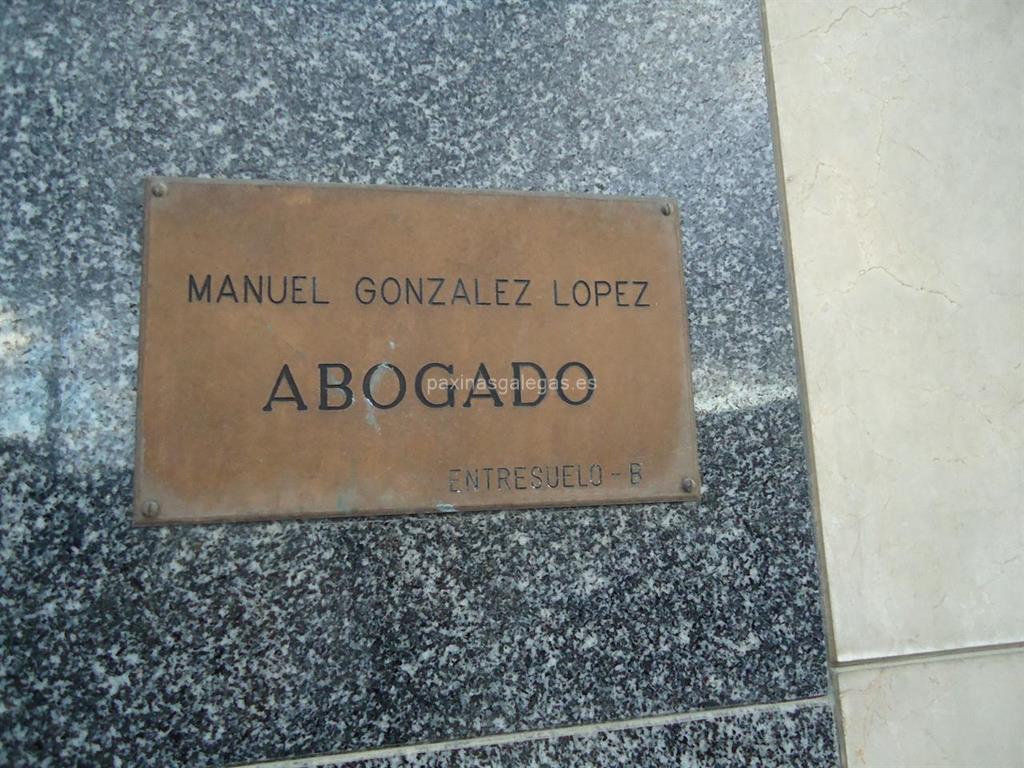 MANUEL GONZALEZ LOPEZ
ABOGADO
paxinasgalegas.es
ENTRESUELO - B